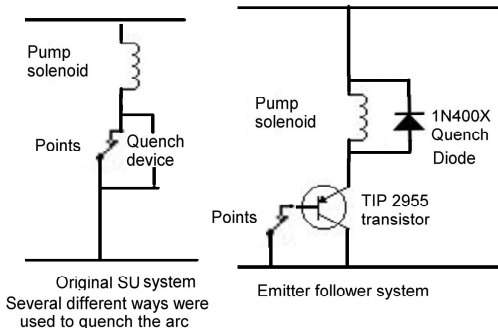 Pump
solenoid
Points
Quench
device
Original SU system
Several different ways were
used to quench the arc
Pump
solenoid
1N400X
Quench
Diode
TIP 2955
transistor
Points
Emitter follower system